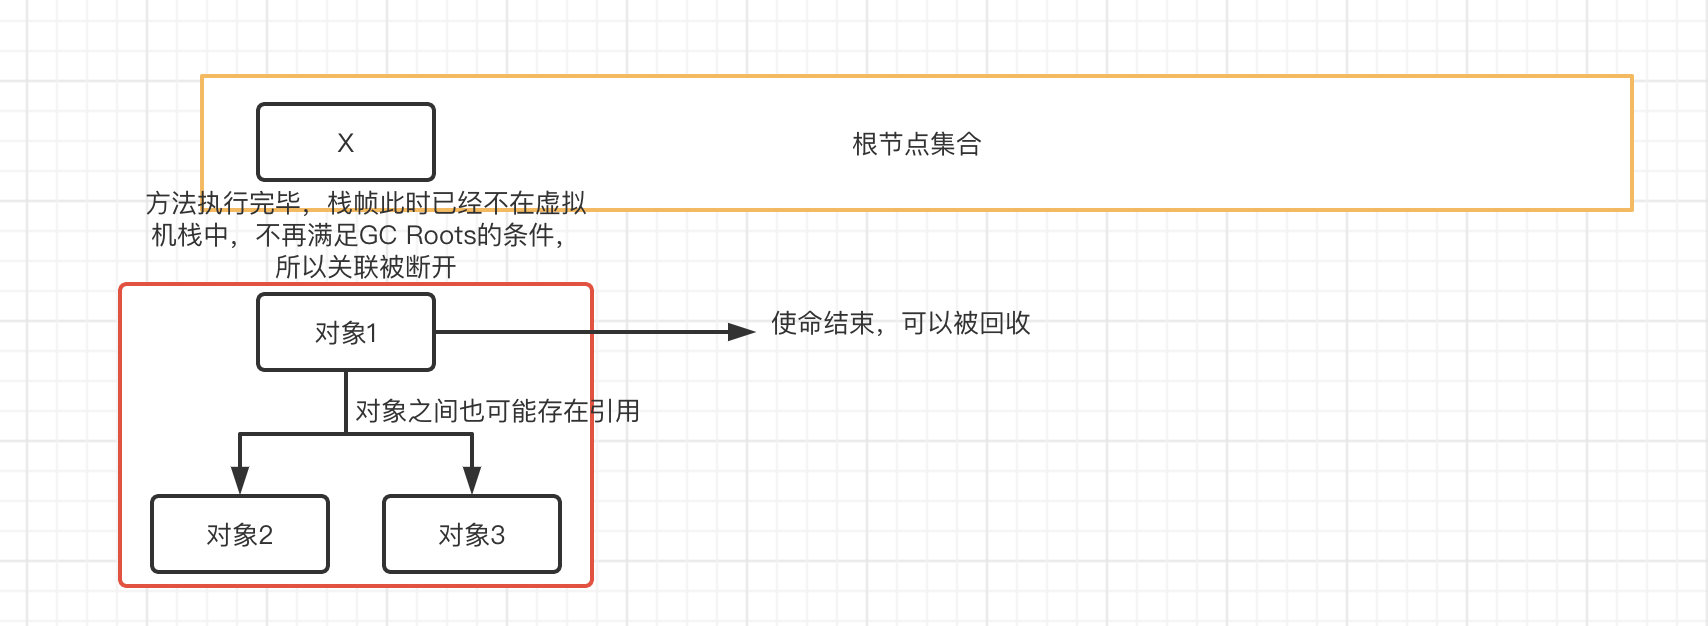 X
根节点集合
方法执行完毕，栈帧此时已经不在虚拟
机栈中，不再满足GC Roots的条件，
所以关联被断开
对象1
使命结束，可以被回收
对象之间也可能存在引用
对象2
对象3